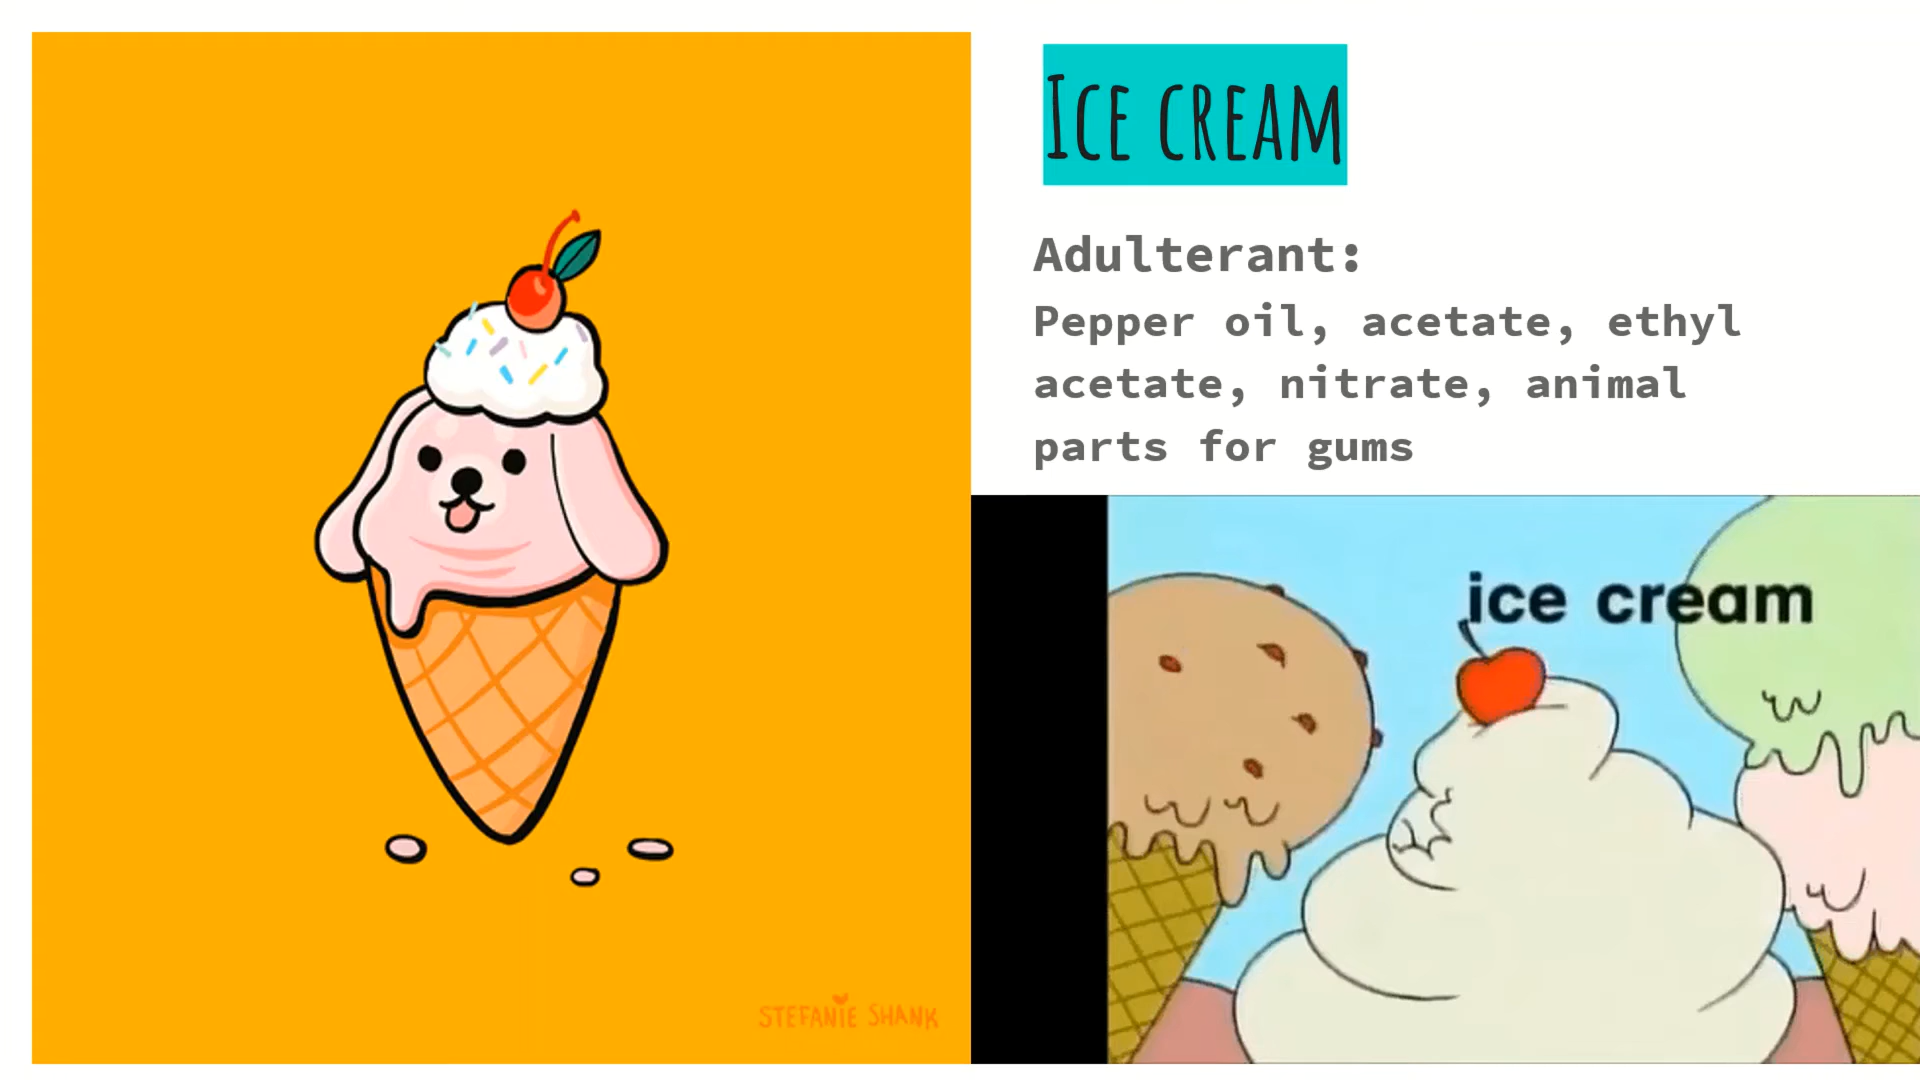 Ice cream
Adulterant:
Pepper oil, acetate, ethyl
acetate, nitrate, animal
parts for gums
ice cream
STEFANIE SHANK